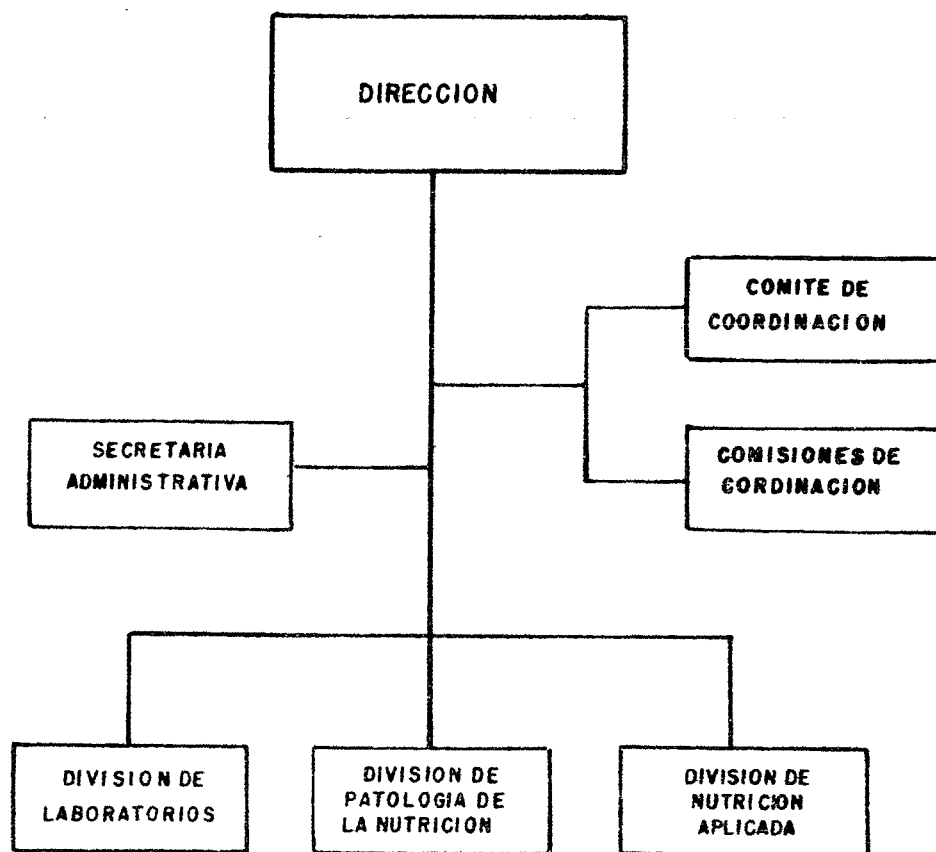 DIRECCION
COMITE DE
COORDINACION
SECRETARIA
ADMINISTRATIVA
COMISIONES DE
CORDINACION
DIVISION DE
LABORATORIOS
DIVISION DE
PATOLOGIA DE
LA NUTRICION
DIVISION DE
NUTRICION
APLICADA